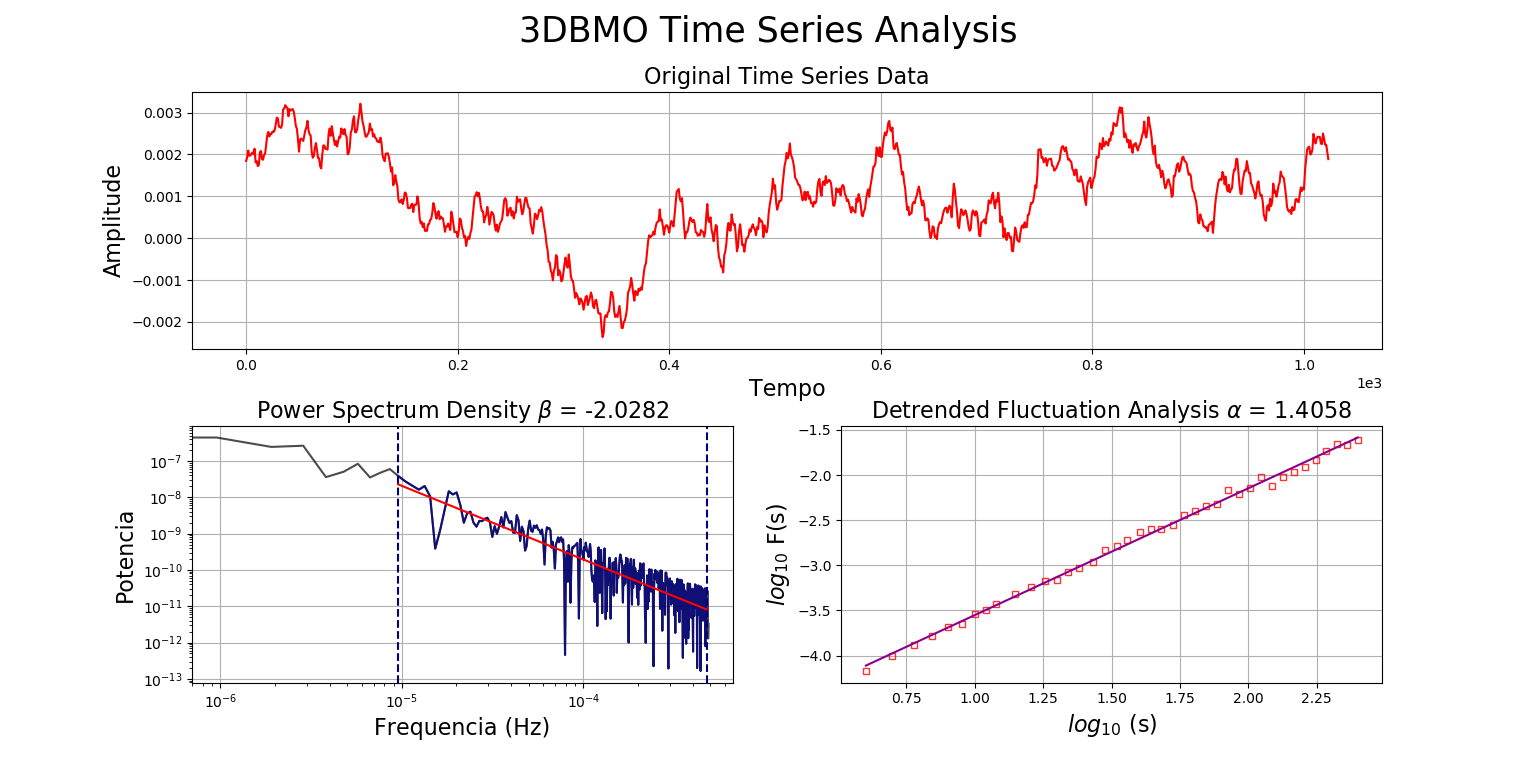 3DBMO Time Series Analysis
Original Time Series Data
Amplitude
0.003
0.002
0.001
0.000
−0.001
−0.002
0.0 0.2 0.4 0.6 0.8 1.0
1e3
Tempo
Power Spectrum Density β = -2.0282
Potencia
10⁻⁷
10⁻⁸
10⁻⁹
10⁻¹⁰
10⁻¹¹
10⁻¹²
10⁻¹³
10⁻⁶ 10⁻⁵ 10⁻⁴
Frequencia (Hz)
Detrended Fluctuation Analysis α = 1.4058
log₁₀ F(s)
−1.5
−2.0
−2.5
−3.0
−3.5
−4.0
0.75 1.00 1.25 1.50 1.75 2.00 2.25
log₁₀ (s)